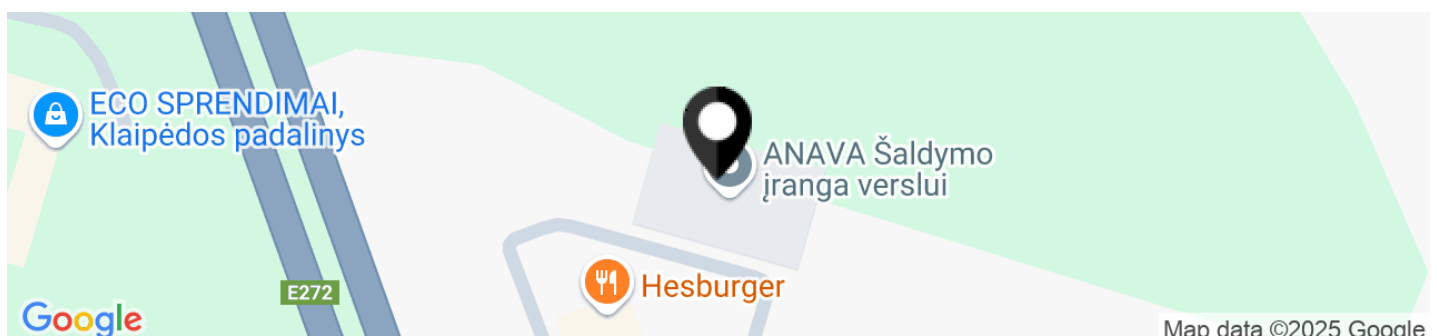 ECO SPRENDIMAI,
Klaipėdos padalinys
ANAVA Šaldymo
įranga verslui
E272
Hesburger
Google
Map data ©2025 Google